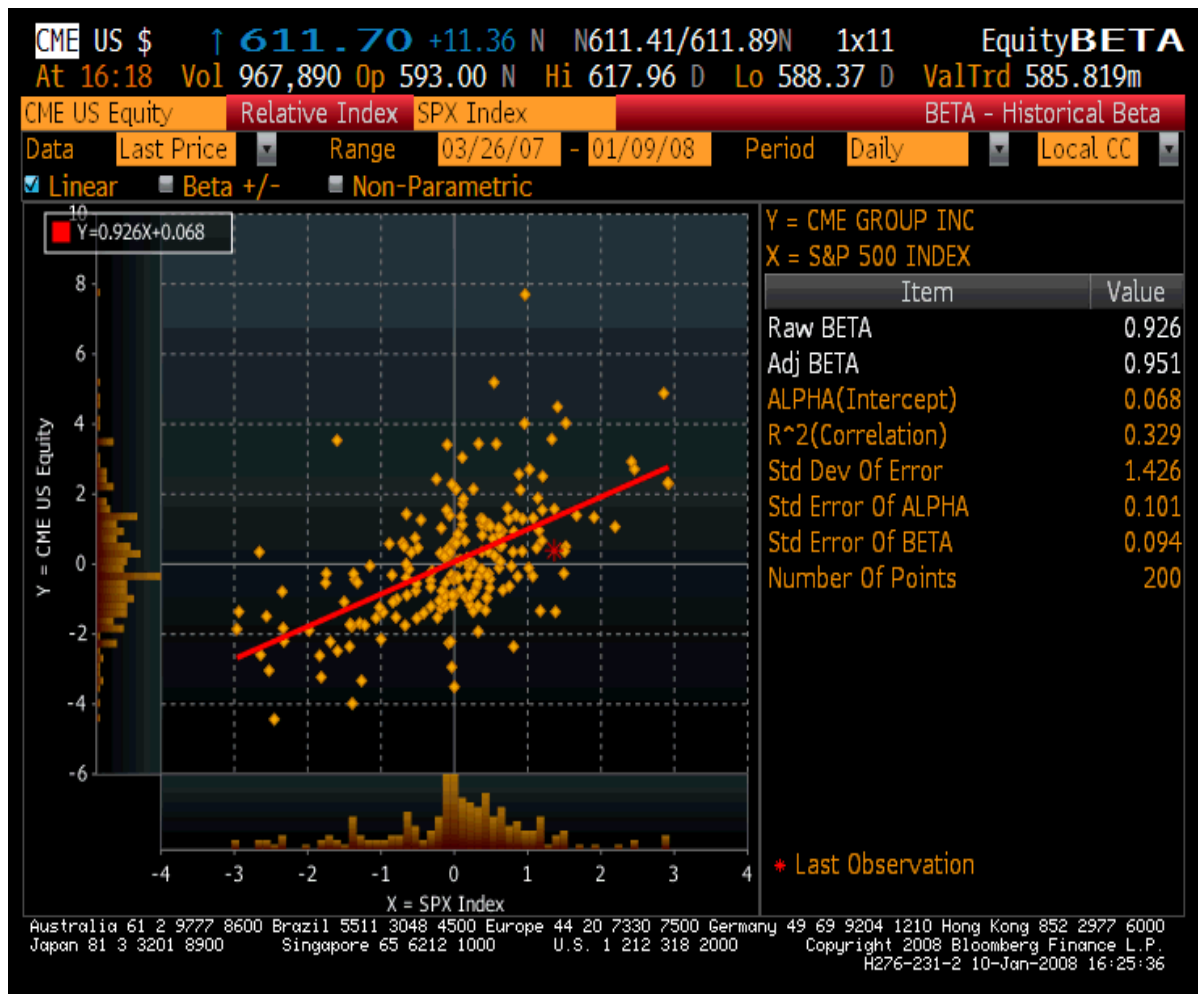 CME US $ ↑ 611.70 +11.36 N N611.41/611.89N 1x11 EquityBETA
At 16:18 Vol 967,890 Op 593.00 N Hi 617.96 D Lo 588.37 D ValTrd 585.819m
CME US Equity Relative Index SPX Index BETA - Historical Beta
Data Last Price Range 03/26/07 - 01/09/08 Period Daily Local CC
Linear Beta +/- Non-Parametric
Y=0.926X+0.068
10
8
6
4
2
0
-2
-4
-6
Y = CME US Equity
-4 -3 -2 -1 0 1 2 3 4
X = SPX Index
Y = CME GROUP INC
X = S&P 500 INDEX
Item Value
Raw BETA 0.926
Adj BETA 0.951
ALPHA(Intercept) 0.068
R^2(Correlation) 0.329
Std Dev Of Error 1.426
Std Error Of ALPHA 0.101
Std Error Of BETA 0.094
Number Of Points 200
* Last Observation
Australia 61 2 9777 8600 Brazil 5511 3048 4500 Europe 44 20 7330 7500 Germany 49 69 9204 1210 Hong Kong 852 2977 6000
Japan 81 3 3201 8900 Singapore 65 6212 1000 U.S. 1 212 318 2000 Copyright 2008 Bloomberg Finance L.P.
H276-231-2 10-Jan-2008 16:25:36